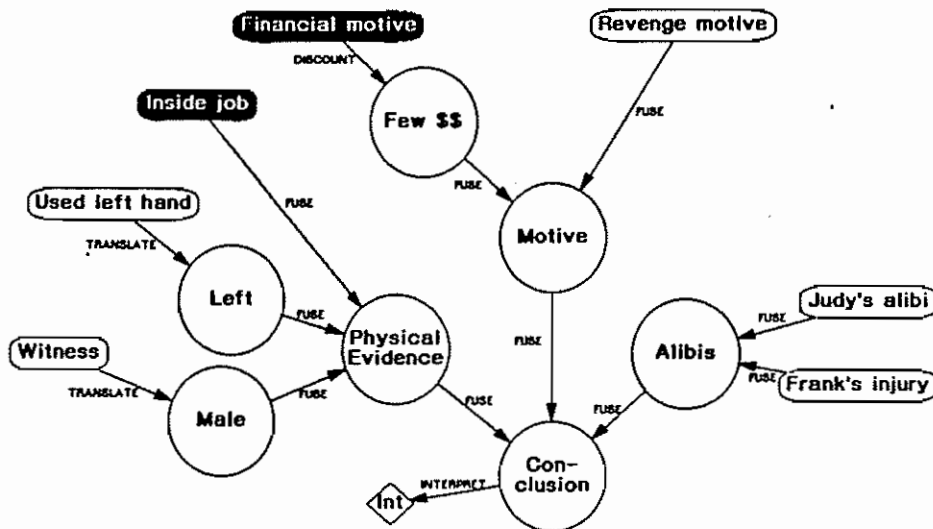 Financial motive
Revenge motive
DISCOUNT
Inside job
Few $$
FUSE
FUSE
Used left hand
FUSE
TRANSLATE
Motive
Left
FUSE
Judy's alibi
Physical
Evidence
FUSE
FUSE
Alibis
Witness
TRANSLATE
FUSE
FUSE
Frank's injury
Male
FUSE
FUSE
Con-
clusion
INTERPRET
Int